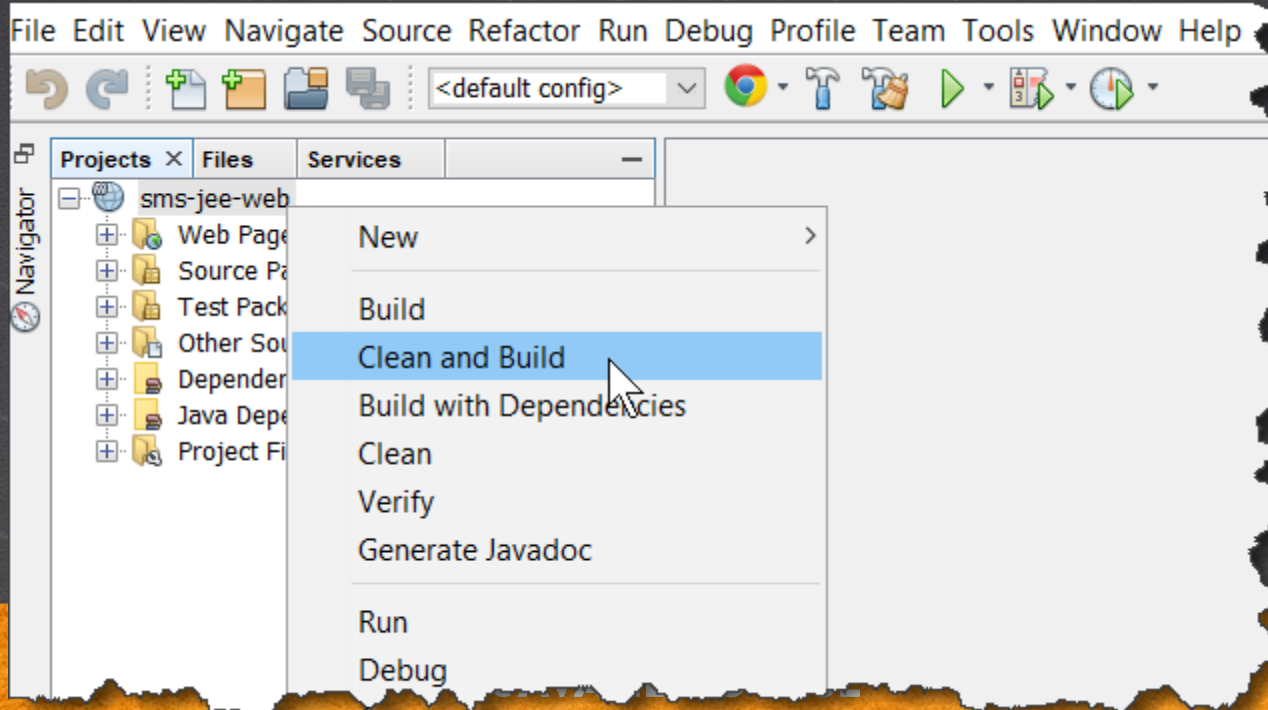 File Edit View Navigate Source Refactor Run Debug Profile Team Tools Window Help
<default config>
Projects Files Services
Navigator
sms-jee-web
Web Page
Source Pa
Test Pack
Other Sou
Depender
Java Depe
Project Fi
New
Build
Clean and Build
Build with Dependencies
Clean
Verify
Generate Javadoc
Run
Debug